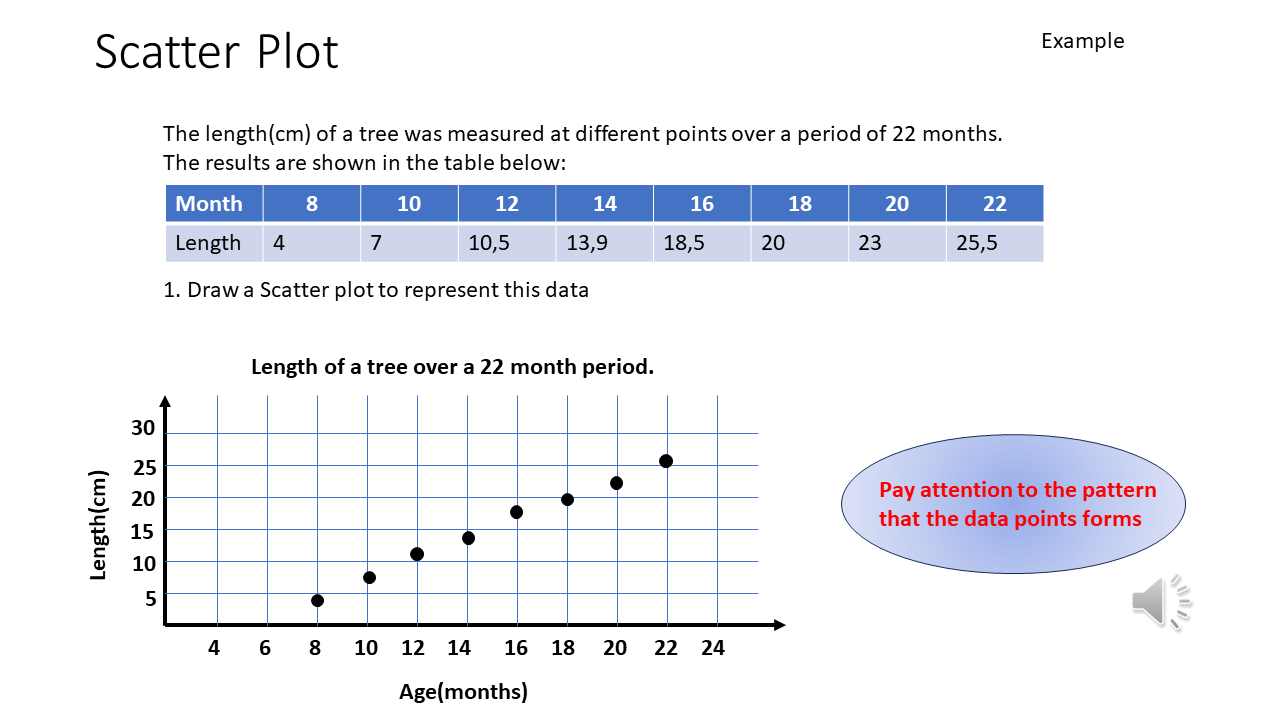 Scatter Plot
Example
The length(cm) of a tree was measured at different points over a period of 22 months.
The results are shown in the table below:
Month 8 10 12 14 16 18 20 22
Length 4 7 10,5 13,9 18,5 20 23 25,5
1. Draw a Scatter plot to represent this data
Length of a tree over a 22 month period.
30
25
20
15
10
5
Length(cm)
4 6 8 10 12 14 16 18 20 22 24
Age(months)
Pay attention to the pattern
that the data points forms